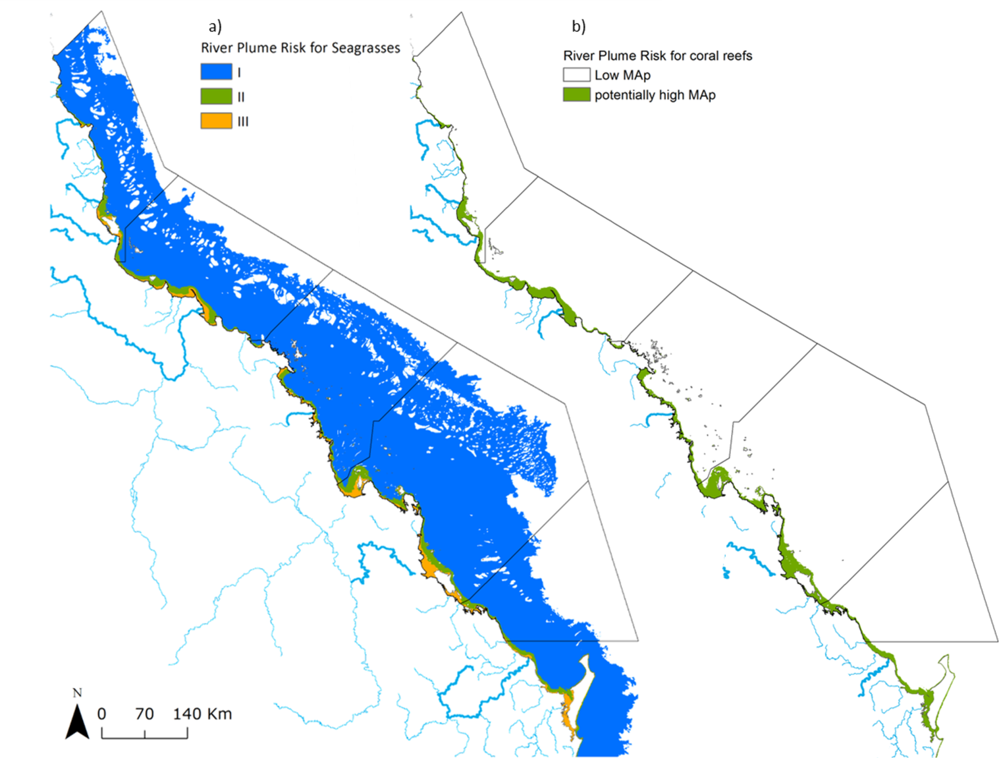 a)
River Plume Risk for Seagrasses
I
II
III
b)
River Plume Risk for coral reefs
Low MAp
potentially high MAp
N
0 70 140 Km